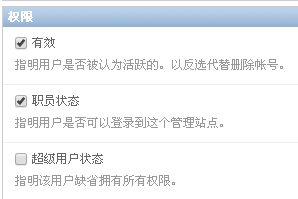 权限
有效
指明用户是否被认为活跃的。以反选代替删除帐号。
职员状态
指明用户是否可以登录到这个管理站点。
超级用户状态
指明该用户缺省拥有所有权限。